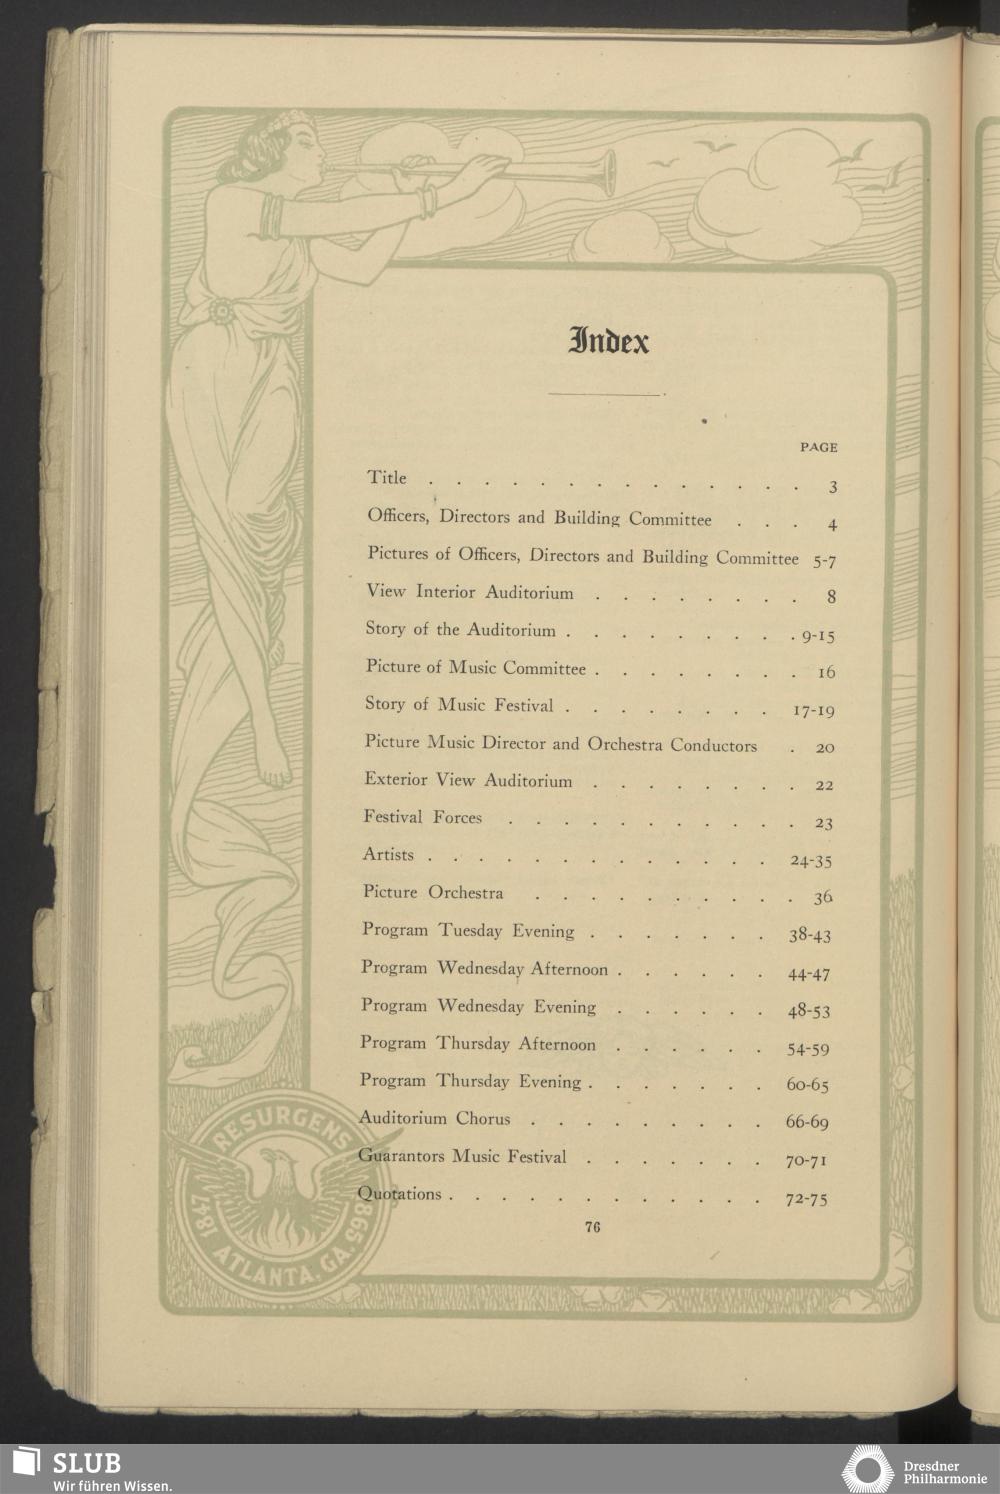 Index
PAGE
Title . . . . . . . . . . . . . . 3
Officers, Directors and Building Committee . . . 4
Pictures of Officers, Directors and Building Committee 5-7
View Interior Auditorium . . . . . . . . 8
Story of the Auditorium . . . . . . . . . . 9-15
Picture of Music Committee . . . . . . . . 16
Story of Music Festival . . . . . . . . 17-19
Picture Music Director and Orchestra Conductors . 20
Exterior View Auditorium . . . . . . . . 22
Festival Forces . . . . . . . . . . . 23
Artists . . . . . . . . . . . . . 24-35
Picture Orchestra . . . . . . . . . . 36
Program Tuesday Evening . . . . . . . 38-43
Program Wednesday Afternoon . . . . . . 44-47
Program Wednesday Evening . . . . . . 48-53
Program Thursday Afternoon . . . . . . 54-59
Program Thursday Evening . . . . . . . 60-65
Auditorium Chorus . . . . . . . . . 66-69
Guarantors Music Festival . . . . . . . 70-71
Quotations . . . . . . . . . . . . 72-75
76
RESURGENS
1847 1865
ATLANTA, GA.
SLUB
Wir führen Wissen.
Dresdner
Philharmonie